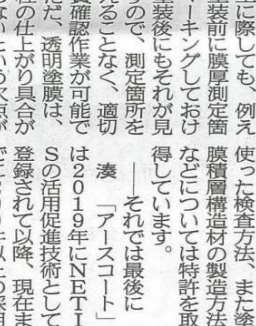 に際しても、例え
装前に膜厚測定箇
マーキングしておけ
装後にもそれが見
すので、測定箇所を
えることなく、適切
確認作業が可能で
だ、透明塗膜は、
の仕上がり具合が
使った検査方法、また塗
膜積層構造材の製造方法
などについては特許を取
得しています。
――それでは最後に
湊　「アースコート」
は2019年にNETI
Sの活用促進技術として
登録されて以降、現在ま